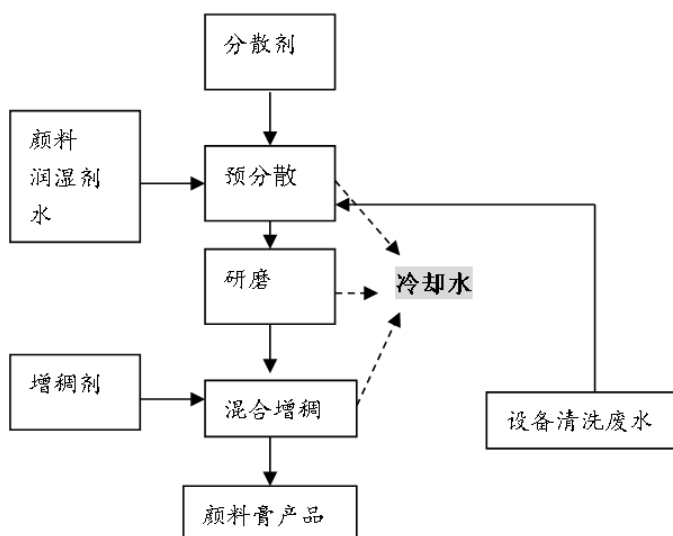 分散剂
颜料
润湿剂
水
预分散
研磨
冷却水
增稠剂
混合增稠
设备清洗废水
颜料膏产品